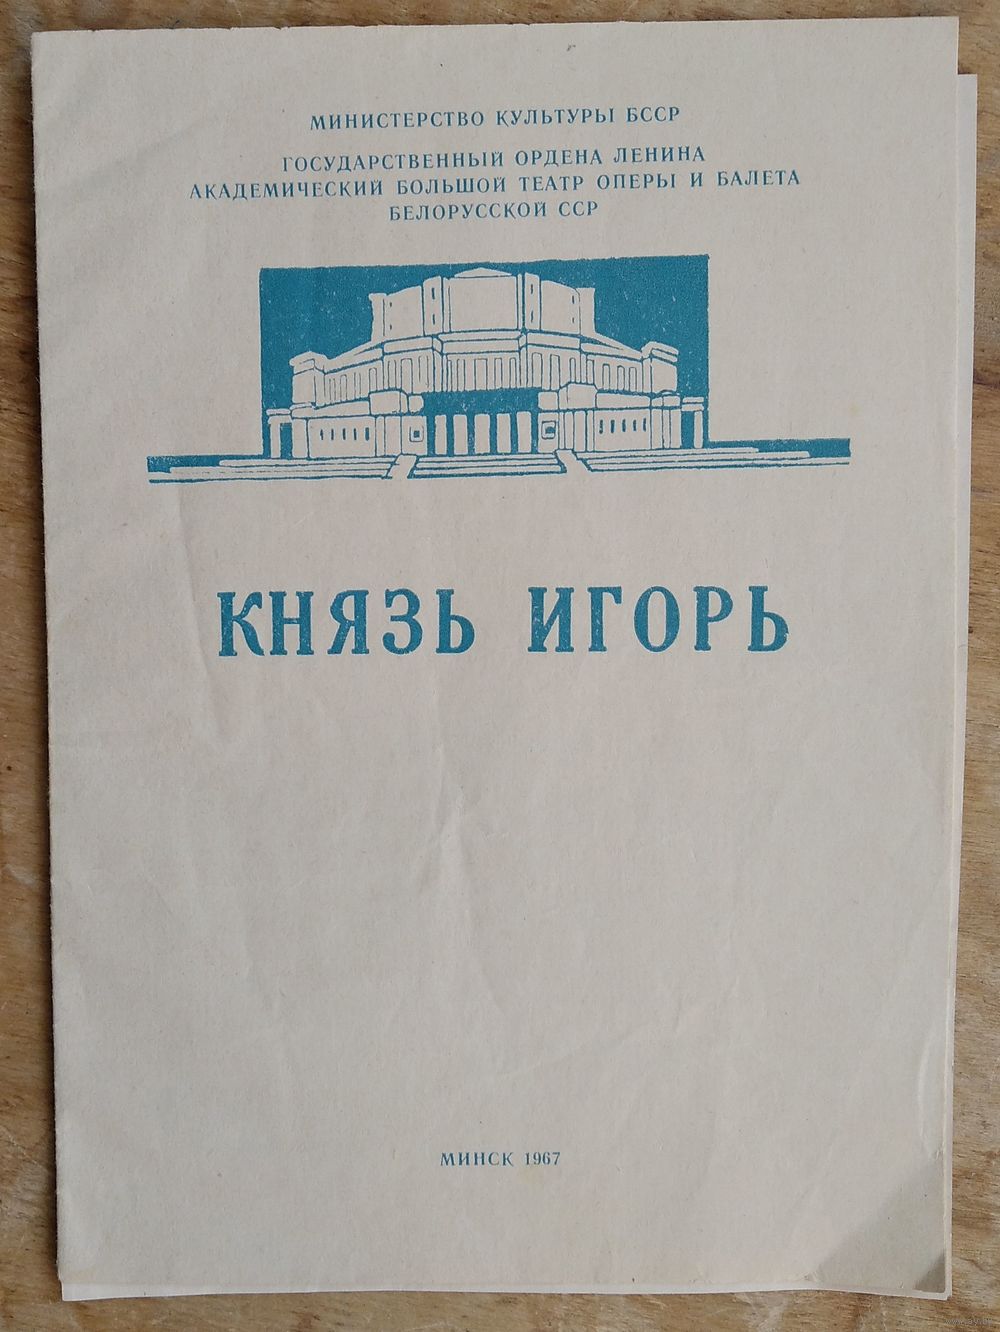 МИНИСТЕРСТВО КУЛЬТУРЫ БССР
ГОСУДАРСТВЕННЫЙ ОРДЕНА ЛЕНИНА
АКАДЕМИЧЕСКИЙ БОЛЬШОЙ ТЕАТР ОПЕРЫ И БАЛЕТА
БЕЛОРУССКОЙ ССР
КНЯЗЬ ИГОРЬ
МИНСК 1967